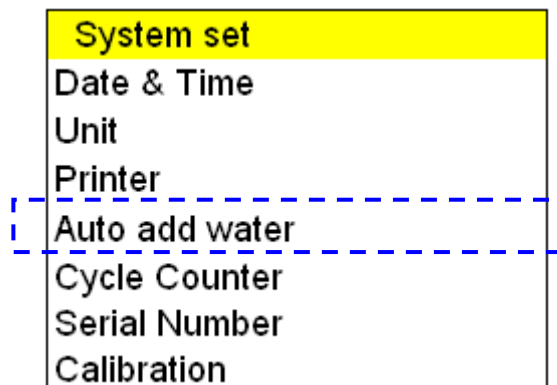 System set
Date & Time
Unit
Printer
Auto add water
Cycle Counter
Serial Number
Calibration